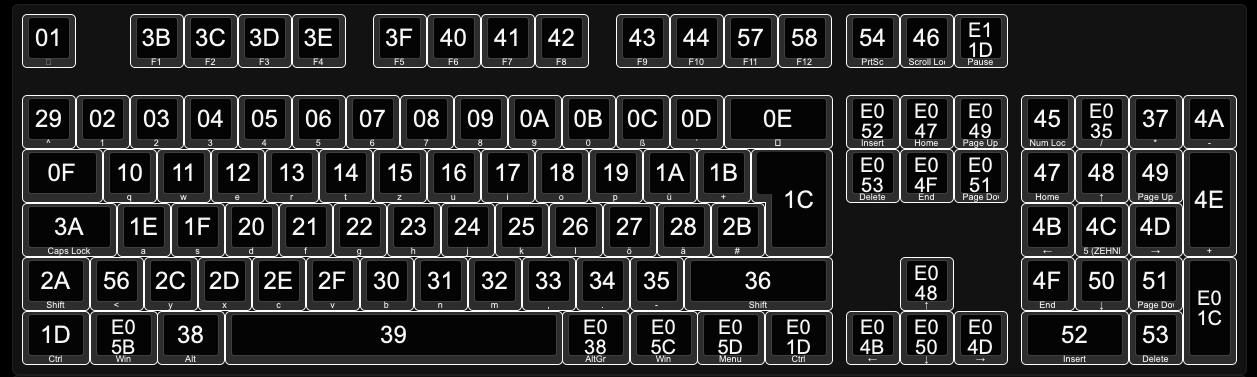 01 3B 3C 3D 3E 3F 40 41 42 43 44 57 58 54 46 E1 1D
F1 F2 F3 F4 F5 F6 F7 F8 F9 F10 F11 F12 PrtSc Scroll Loc Pause
29 02 03 04 05 06 07 08 09 0A 0B 0C 0D 0E E0 52 E0 47 E0 49 45 E0 35 37 4A
^ 1 2 3 4 5 6 7 8 9 0 ß ´ Insert Home Page Up Num Loc / * -
0F 10 11 12 13 14 15 16 17 18 19 1A 1B 1C E0 53 E0 4F E0 51 47 48 49 4E
q w e r t z u i o p ü + Delete End Page Dov Home ↑ Page Up
3A 1E 1F 20 21 22 23 24 25 26 27 28 2B 4B 4C 4D
Caps Lock a s d f g h j k l ö ä # ← 5 (ZEHNI → +
2A 56 2C 2D 2E 2F 30 31 32 33 34 35 36 E0 48 4F 50 51 E0 1C
Shift < y x c v b n m , . - Shift ↑ End ↓ Page Dov
1D E0 5B 38 39 E0 38 E0 5C E0 5D E0 1D E0 4B E0 50 E0 4D 52 53
Ctrl Win Alt AltGr Win Menu Ctrl ← ↓ → Insert Delete